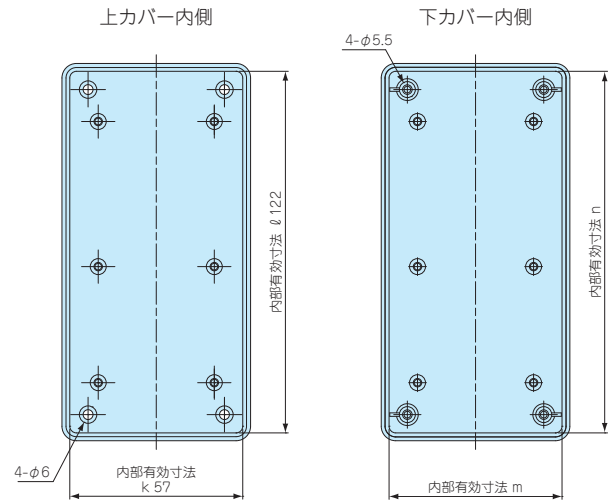 上カバー内側
下カバー内側
4-φ5.5
内部有効寸法 ℓ122
内部有効寸法 n
4-φ6
内部有効寸法
k 57
内部有効寸法 m